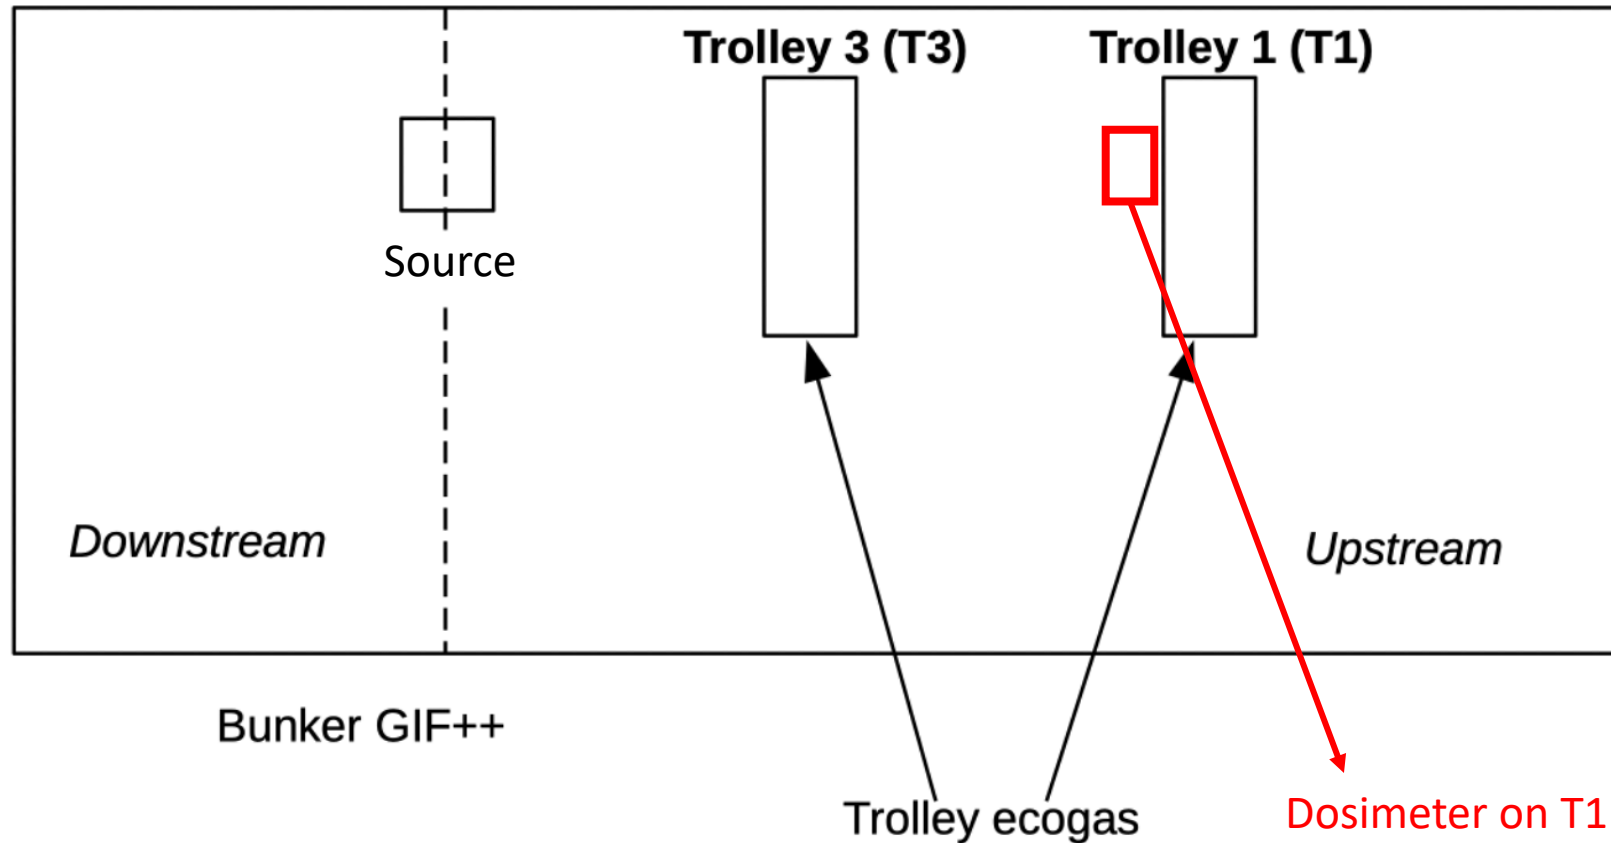 Trolley 3 (T3)
Trolley 1 (T1)
Source
Downstream
Upstream
Bunker GIF++
Trolley ecogas
Dosimeter on T1